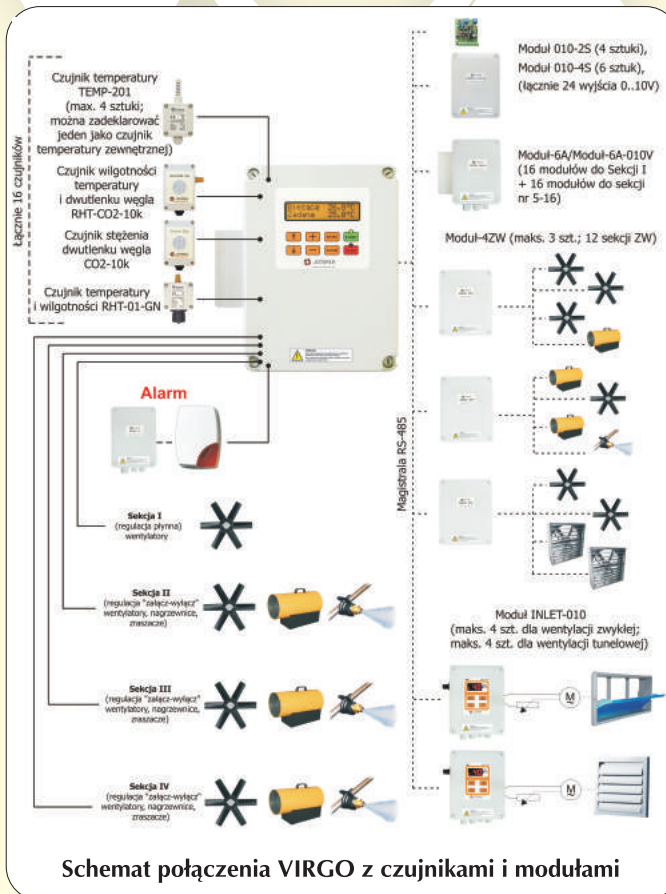 Czujnik temperatury
TEMP-201
(max. 4 sztuki;
można zadeklarować
jeden jako czujnik
temperatury zewnętrznej)
Czujnik wilgotności
temperatury
i dwutlenku węgla
RHT-CO2-10k
Czujnik stężenia
dwutlenku węgla
CO2-10k
Czujnik temperatury
i wilgotności RHT-01-GN
Łącznie 16 czujników
Zadana
Alarm
Sekcja I
(regulacja płynna)
wentylatory
Sekcja II
(regulacja "załącz-wyłącz"
wentylatory, nagrzewnice,
zraszacze)
Sekcja III
(regulacja "załącz-wyłącz"
wentylatory, nagrzewnice,
zraszacze)
Sekcja IV
(regulacja "załącz-wyłącz"
wentylatory, nagrzewnice,
zraszacze)
Magistrala RS-485
Moduł 010-2S (4 sztuki),
Moduł 010-4S (6 sztuk),
(łącznie 24 wyjścia 0..10V)
Moduł-6A/Moduł-6A-010V
(16 modułów do Sekcji I
+ 16 modułów do sekcji
nr 5-16)
Moduł-4ZW (maks. 3 szt.; 12 sekcji ZW)
Moduł INLET-010
(maks. 4 szt. dla wentylacji zwykłej;
maks. 4 szt. dla wentylacji tunelowej)
M
M
Schemat połączenia VIRGO z czujnikami i modułami